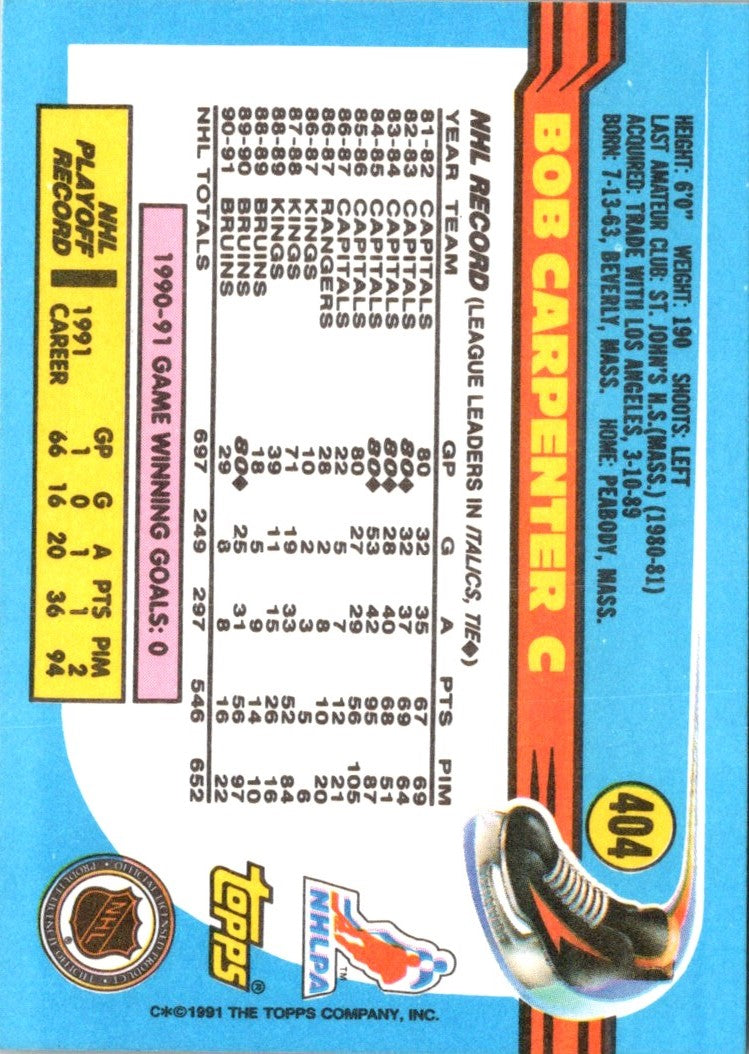 404
HEIGHT: 6'0" WEIGHT: 190 SHOOTS: LEFT
LAST AMATEUR CLUB: ST. JOHN'S H.S. (MASS.) (1980-81)
ACQUIRED: TRADE WITH LOS ANGELES, 3-10-89
BORN: 7-13-63, BEVERLY, MASS. HOME: PEABODY, MASS.
BOB CARPENTER C
NHL RECORD (LEAGUE LEADERS IN ITALICS, TIE◆)
YEAR TEAM GP G A PTS PIM
81-82 CAPITALS 80 32 35 67 69
82-83 CAPITALS 80◆ 32 37 69 64
83-84 CAPITALS 80◆ 28 40 68 51
84-85 CAPITALS 80◆ 53 42 95 87
85-86 CAPITALS 80 27 29 56 105
86-87 CAPITALS 22 5 7 12 21
86-87 RANGERS 28 2 8 10 20
86-87 KINGS 10 2 3 5 6
87-88 KINGS 71 19 33 52 84
88-89 KINGS 39 11 15 26 16
88-89 BRUINS 18 5 9 14 10
89-90 BRUINS 80◆ 25 31 56 97
90-91 BRUINS 29 8 8 16 22
NHL TOTALS 697 249 297 546 652
1990-91 GAME WINNING GOALS: 0
NHL PLAYOFF RECORD
GP G A PTS PIM
1991 1 0 1 1 2
CAREER 66 16 20 36 94
NHLPA™
topps®
NHL
®
C*©1991 THE TOPPS COMPANY, INC.